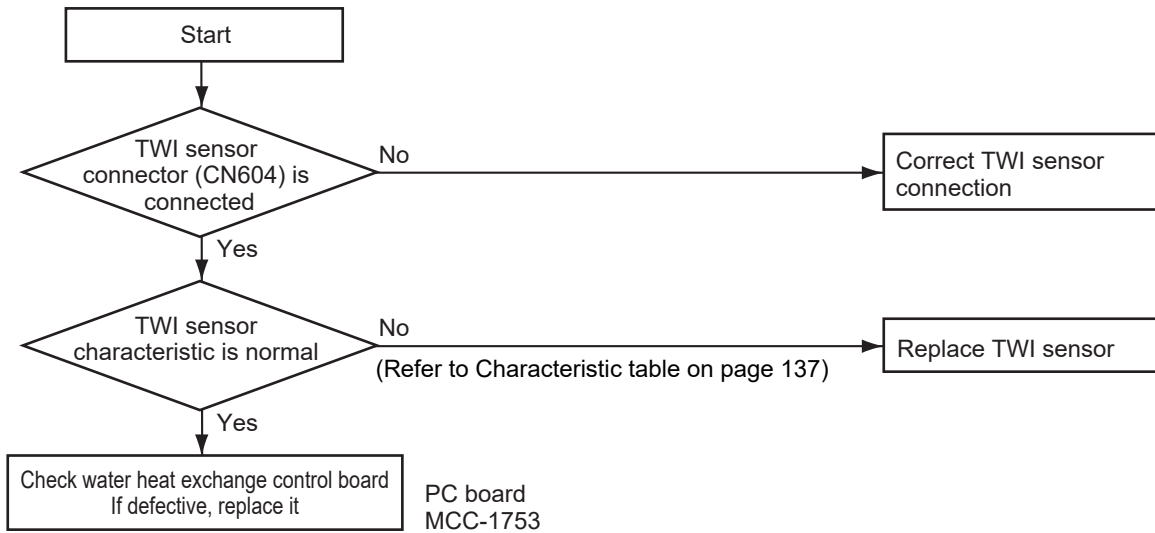 Start
TWI sensor
connector (CN604) is
connected
No
Correct TWI sensor
connection
Yes
TWI sensor
characteristic is normal
No
(Refer to Characteristic table on page 137)
Replace TWI sensor
Yes
Check water heat exchange control board
If defective, replace it
PC board
MCC-1753